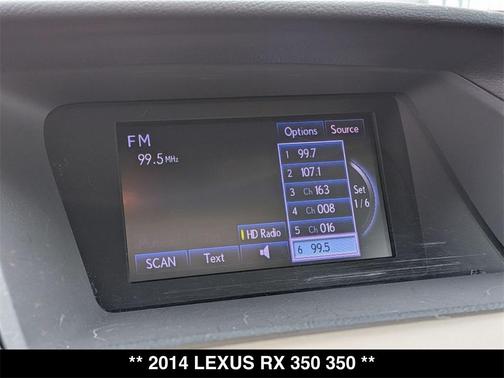 FM
99.5 MHz
Options
Source
1 99.7
2 107.1
3 Ch 163
4 Ch 008
5 Ch 016
6 99.5
Set
1/6
HD Radio
SCAN
Text
** 2014 LEXUS RX 350 350 **